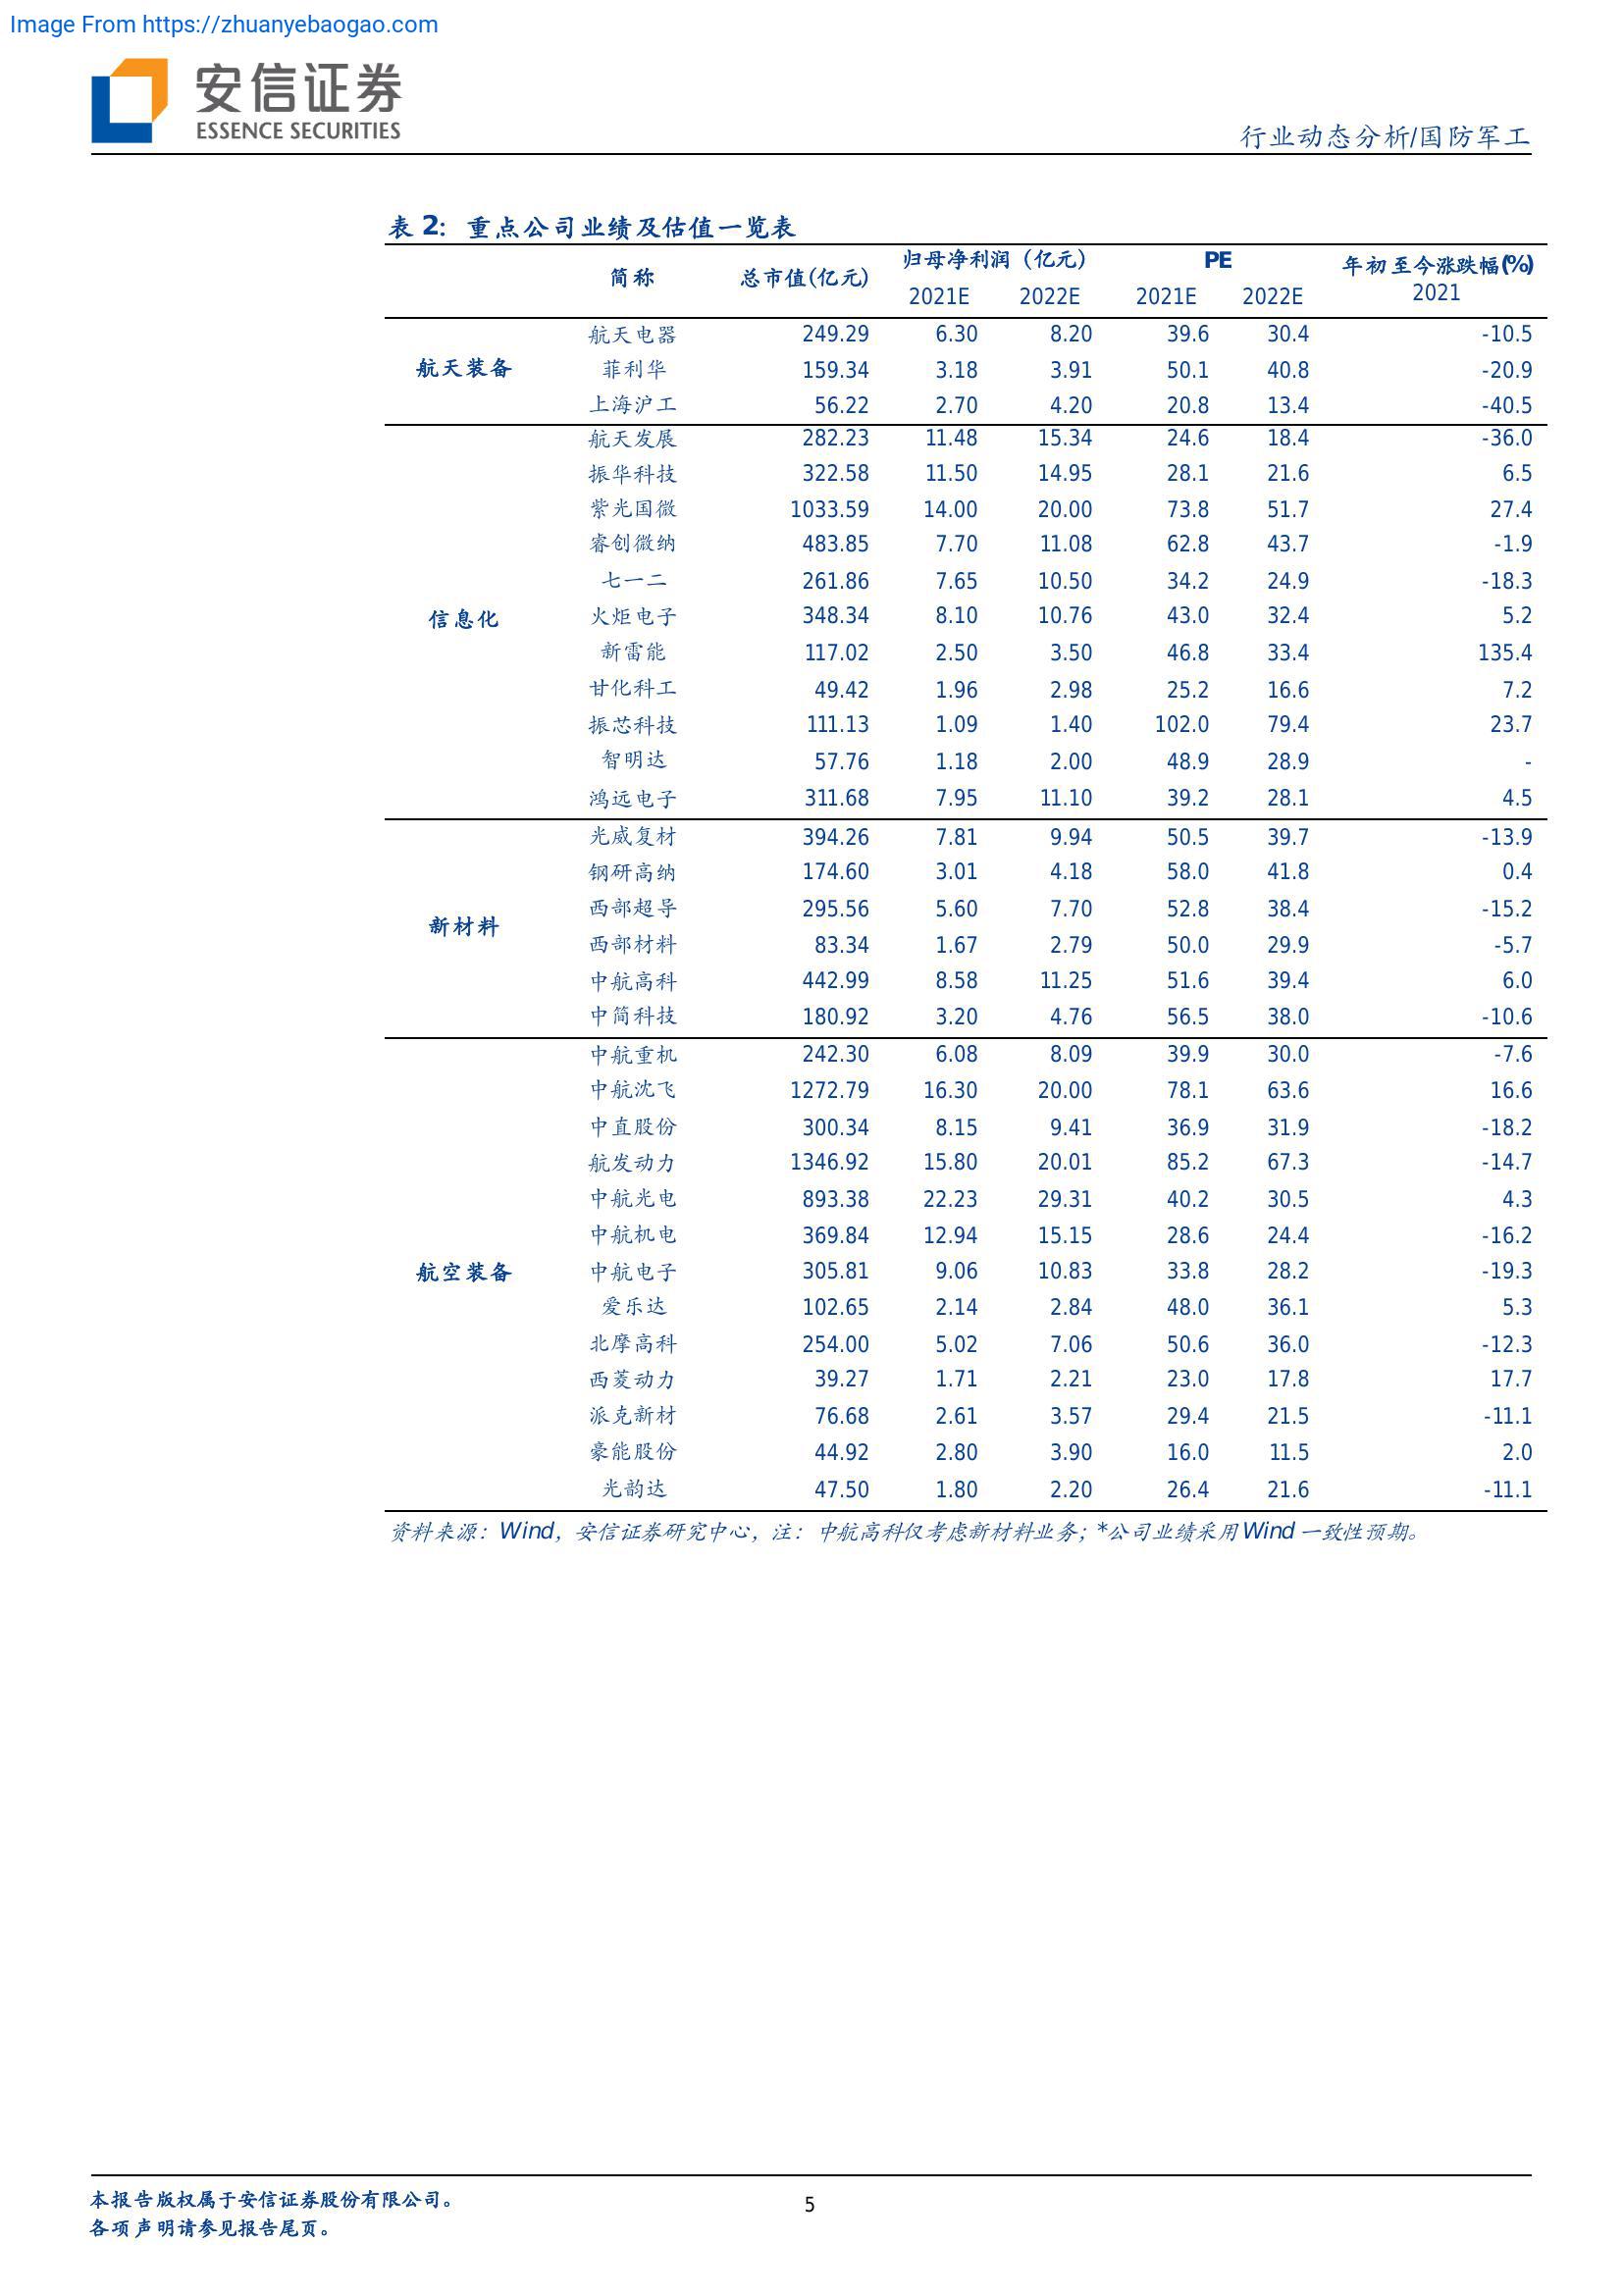 Image From https://zhuanyebaogao.com
安信证券
ESSENCE SECURITIES
行业动态分析/国防军工
表 2: 重点公司业绩及估值一览表
简称 总市值(亿元) 归母净利润（亿元） PE 年初至今涨跌幅(%)
2021E 2022E 2021E 2022E 2021
航天电器 249.29 6.30 8.20 39.6 30.4 -10.5
航天装备 菲利华 159.34 3.18 3.91 50.1 40.8 -20.9
上海沪工 56.22 2.70 4.20 20.8 13.4 -40.5
航天发展 282.23 11.48 15.34 24.6 18.4 -36.0
振华科技 322.58 11.50 14.95 28.1 21.6 6.5
紫光国微 1033.59 14.00 20.00 73.8 51.7 27.4
睿创微纳 483.85 7.70 11.08 62.8 43.7 -1.9
七一二 261.86 7.65 10.50 34.2 24.9 -18.3
信息化 火炬电子 348.34 8.10 10.76 43.0 32.4 5.2
新雷能 117.02 2.50 3.50 46.8 33.4 135.4
甘化科工 49.42 1.96 2.98 25.2 16.6 7.2
振芯科技 111.13 1.09 1.40 102.0 79.4 23.7
智明达 57.76 1.18 2.00 48.9 28.9 -
鸿远电子 311.68 7.95 11.10 39.2 28.1 4.5
光威复材 394.26 7.81 9.94 50.5 39.7 -13.9
钢研高纳 174.60 3.01 4.18 58.0 41.8 0.4
西部超导 295.56 5.60 7.70 52.8 38.4 -15.2
新材料 西部材料 83.34 1.67 2.79 50.0 29.9 -5.7
中航高科 442.99 8.58 11.25 51.6 39.4 6.0
中简科技 180.92 3.20 4.76 56.5 38.0 -10.6
中航重机 242.30 6.08 8.09 39.9 30.0 -7.6
中航沈飞 1272.79 16.30 20.00 78.1 63.6 16.6
中直股份 300.34 8.15 9.41 36.9 31.9 -18.2
航发动力 1346.92 15.80 20.01 85.2 67.3 -14.7
中航光电 893.38 22.23 29.31 40.2 30.5 4.3
中航机电 369.84 12.94 15.15 28.6 24.4 -16.2
航空装备 中航电子 305.81 9.06 10.83 33.8 28.2 -19.3
爱乐达 102.65 2.14 2.84 48.0 36.1 5.3
北摩高科 254.00 5.02 7.06 50.6 36.0 -12.3
西菱动力 39.27 1.71 2.21 23.0 17.8 17.7
派克新材 76.68 2.61 3.57 29.4 21.5 -11.1
豪能股份 44.92 2.80 3.90 16.0 11.5 2.0
光韵达 47.50 1.80 2.20 26.4 21.6 -11.1
资料来源：Wind，安信证券研究中心，注：中航高科仅考虑新材料业务；*公司业绩采用 Wind 一致性预期。
本报告版权属于安信证券股份有限公司。
各项声明请参见报告尾页。
5